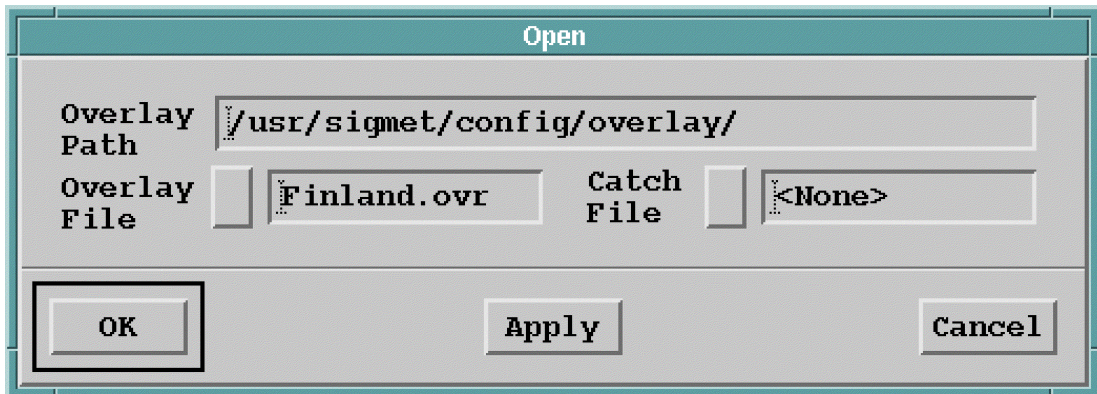 Open
Overlay Path
/usr/sigmet/config/overlay/
Overlay File
Finland.ovr
Catch File
<None>
OK
Apply
Cancel